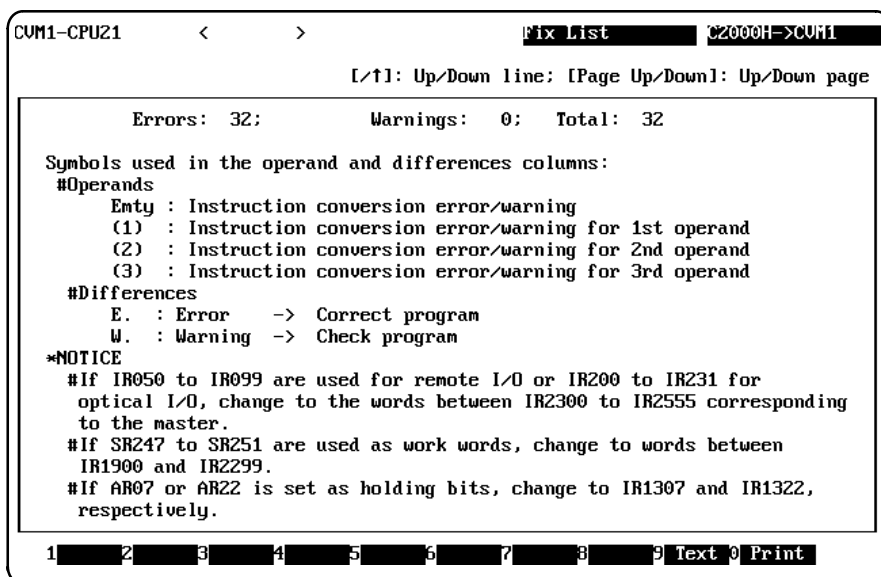 CVM1-CPU21 < > Fix List C2000H->CVM1
[/↑]: Up/Down line; [Page Up/Down]: Up/Down page
Errors: 32; Warnings: 0; Total: 32
Symbols used in the operand and differences columns:
#Operands
Emty : Instruction conversion error/warning
(1) : Instruction conversion error/warning for 1st operand
(2) : Instruction conversion error/warning for 2nd operand
(3) : Instruction conversion error/warning for 3rd operand
#Differences
E. : Error -> Correct program
W. : Warning -> Check program
*NOTICE
#If IR050 to IR099 are used for remote I/O or IR200 to IR231 for
optical I/O, change to the words between IR2300 to IR2555 corresponding
to the master.
#If SR247 to SR251 are used as work words, change to words between
IR1900 and IR2299.
#If AR07 or AR22 is set as holding bits, change to IR1307 and IR1322,
respectively.
1 2 3 4 5 6 7 8 9 Text 0 Print